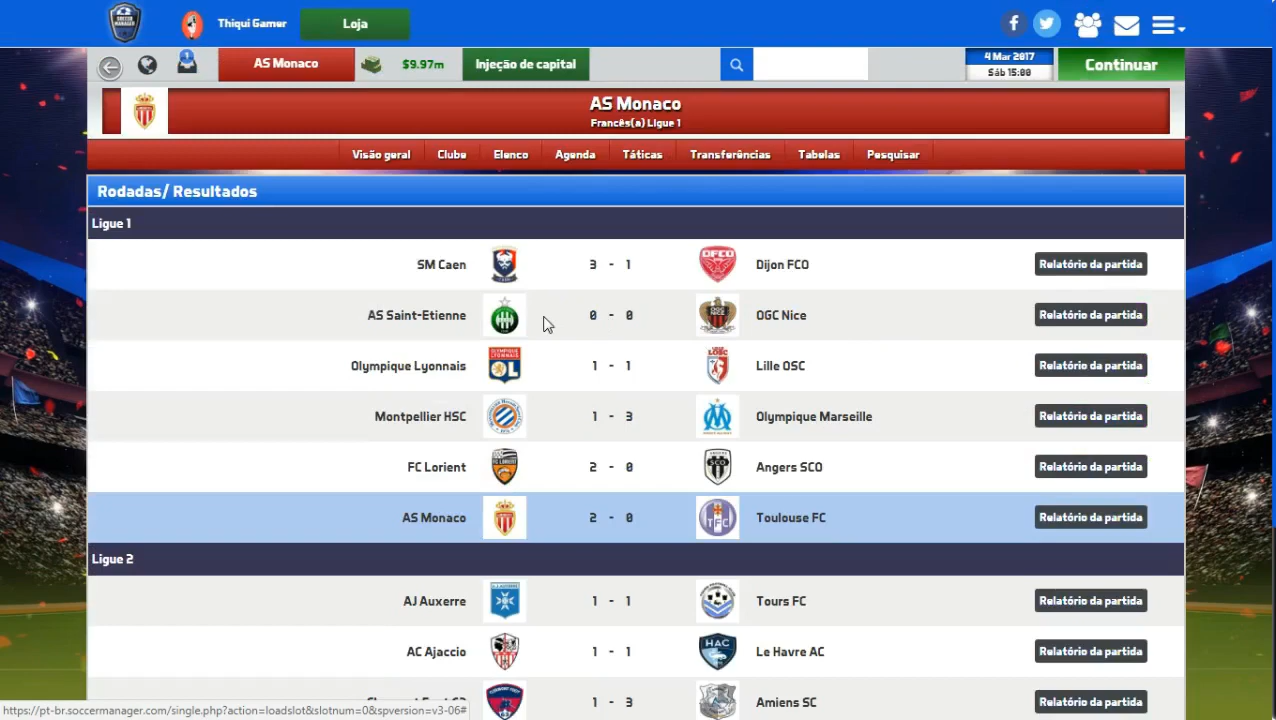 Thiqui Gamer
Loja
1
AS Monaco
$9.97m
Injeção de capital
4 Mar 2017
Sáb 15:00
Continuar
AS Monaco
Francês(a) Ligue 1
Visão geral Clube Elenco Agenda Táticas Transferências Tabelas Pesquisar
Rodadas/ Resultados
Ligue 1
SM Caen 3 - 1 Dijon FCO Relatório da partida
AS Saint-Etienne 0 - 0 OGC Nice Relatório da partida
Olympique Lyonnais 1 - 1 Lille OSC Relatório da partida
Montpellier HSC 1 - 3 Olympique Marseille Relatório da partida
FC Lorient 2 - 0 Angers SCO Relatório da partida
AS Monaco 2 - 0 Toulouse FC Relatório da partida
Ligue 2
AJ Auxerre 1 - 1 Tours FC Relatório da partida
AC Ajaccio 1 - 1 Le Havre AC Relatório da partida
1 - 3 Amiens SC Relatório da partida
https://pt-br.soccermanager.com/single.php?action=loadslot&slotnum=0&spversion=v3-06#